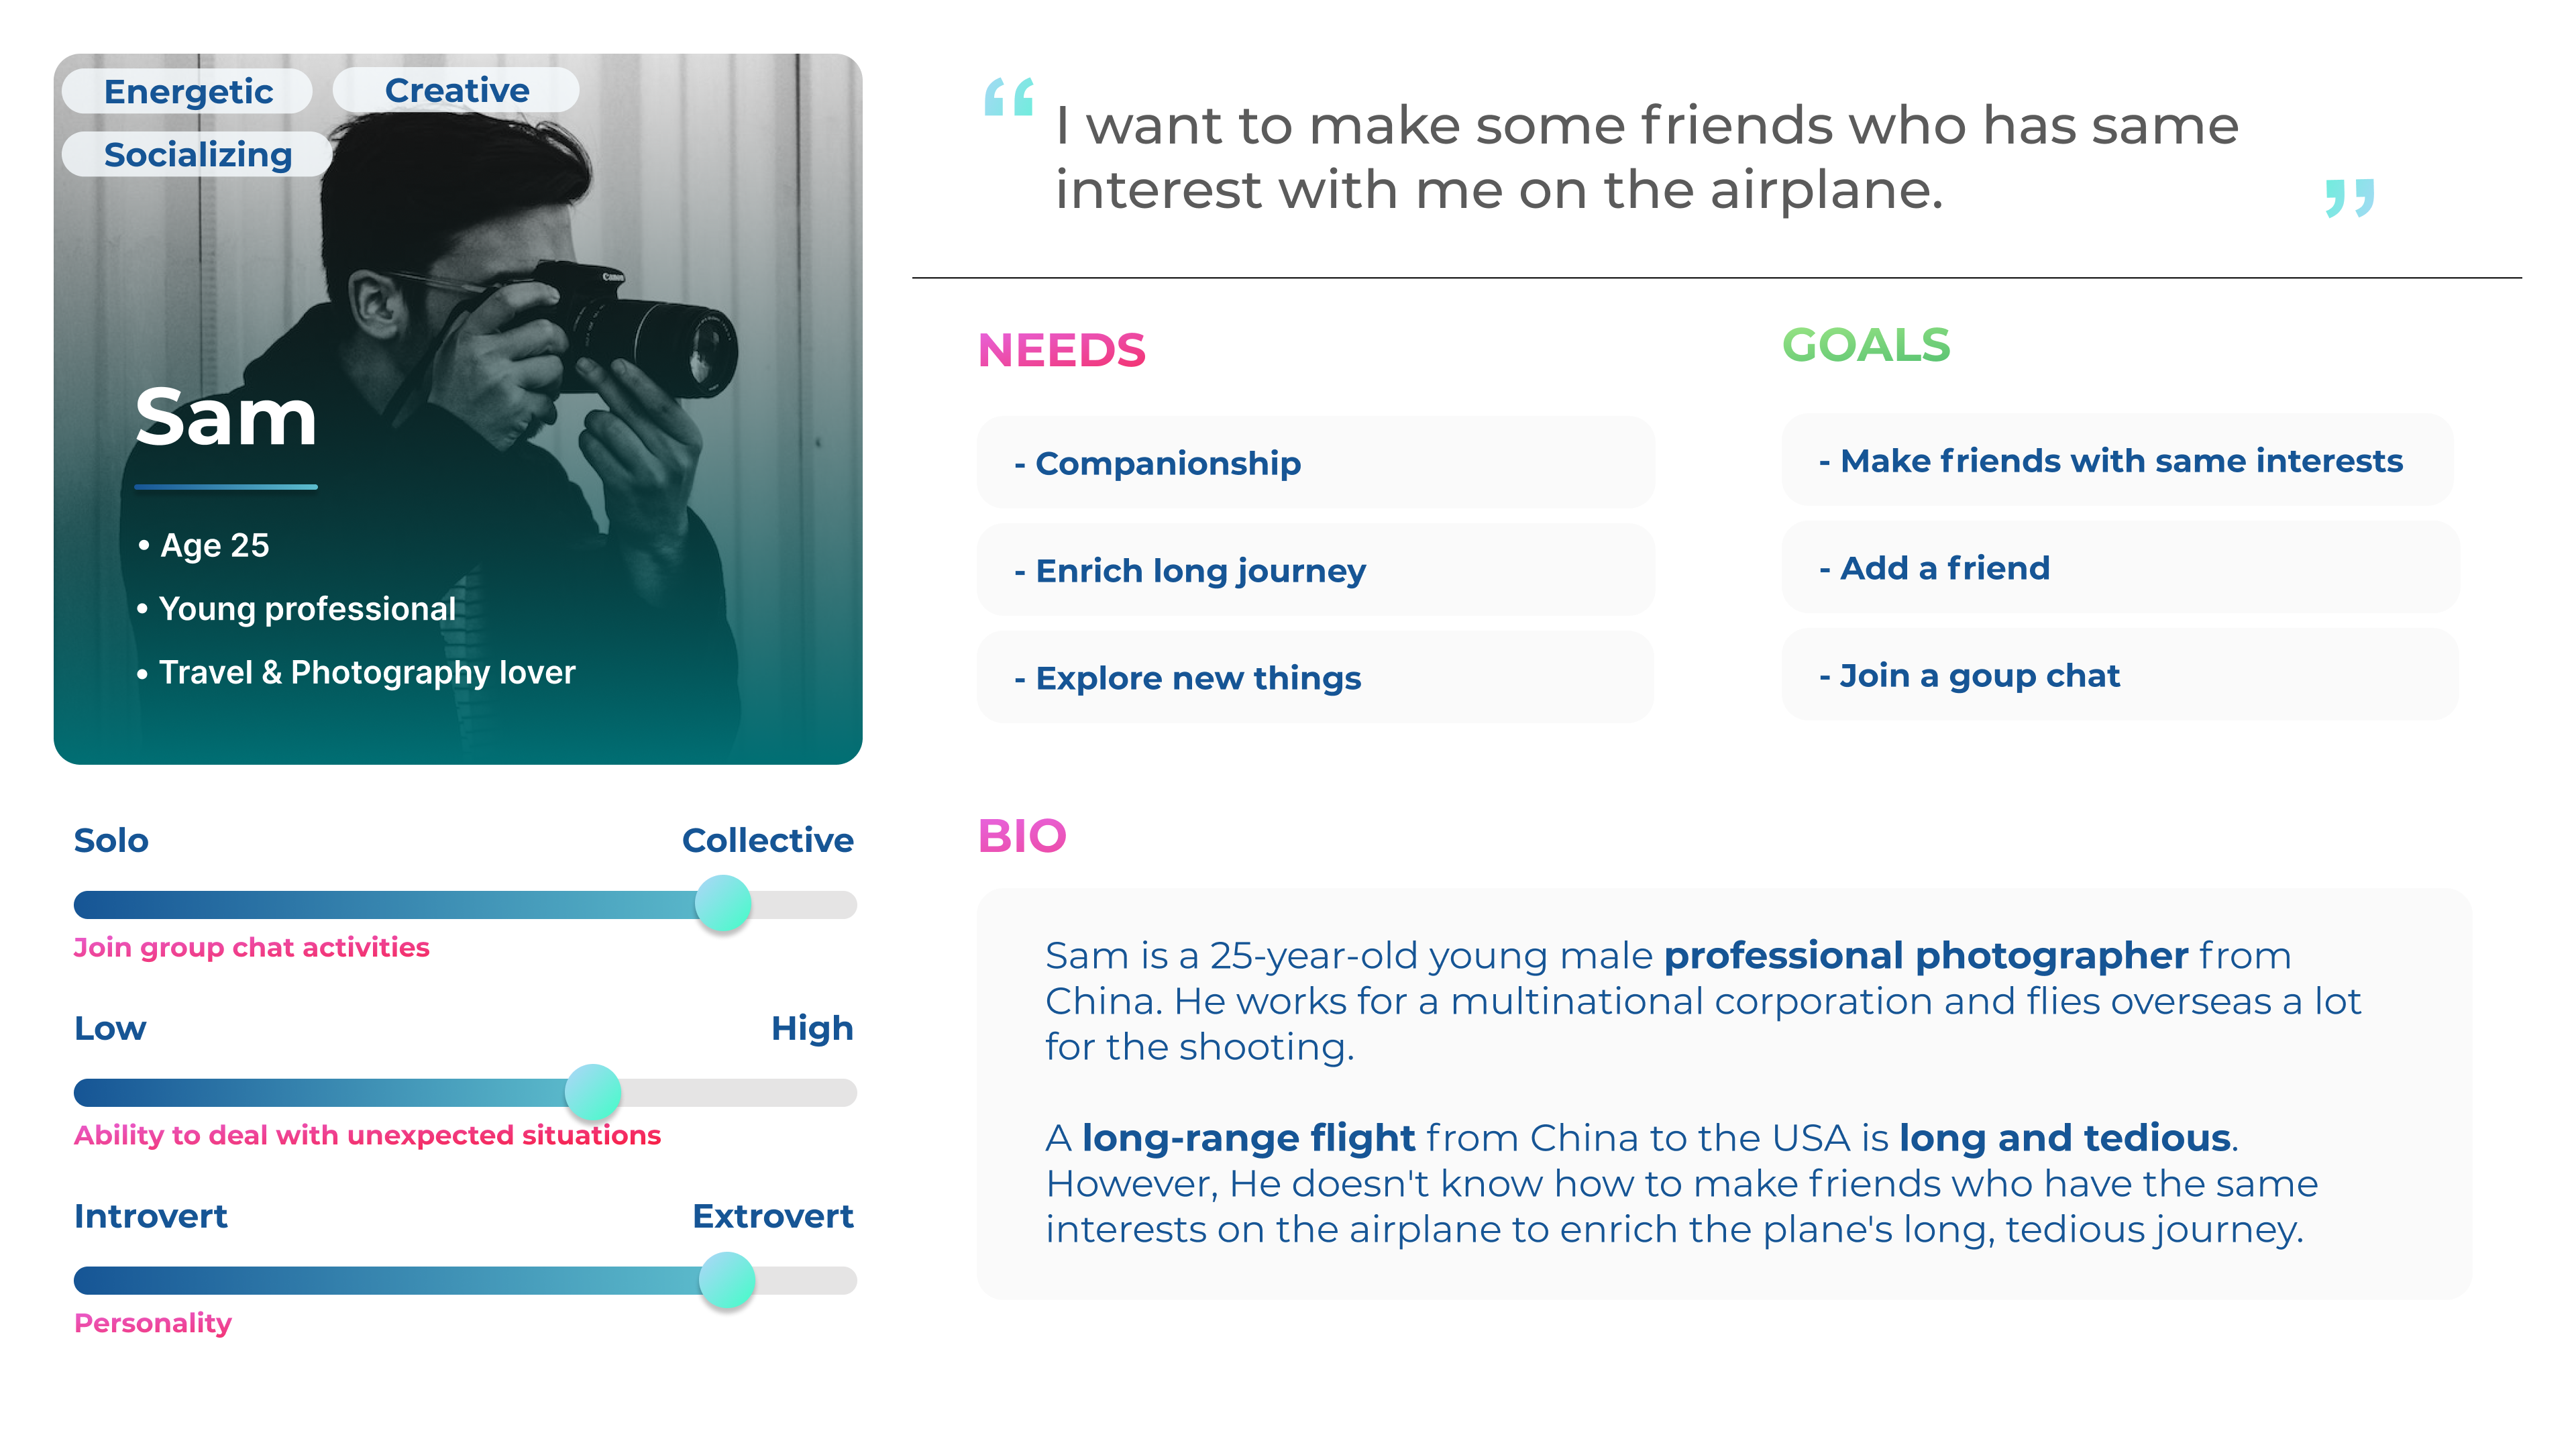 Energetic
Creative
Socializing
Canon
Sam
• Age 25
• Young professional
• Travel & Photography lover
“ I want to make some friends who has same
interest with me on the airplane. ”
NEEDS
- Companionship
- Enrich long journey
- Explore new things
GOALS
- Make friends with same interests
- Add a friend
- Join a goup chat
Solo
Collective
Join group chat activities
Low
High
Ability to deal with unexpected situations
Introvert
Extrovert
Personality
BIO
Sam is a 25-year-old young male professional photographer from
China. He works for a multinational corporation and flies overseas a lot
for the shooting.
A long-range flight from China to the USA is long and tedious.
However, He doesn't know how to make friends who have the same
interests on the airplane to enrich the plane's long, tedious journey.